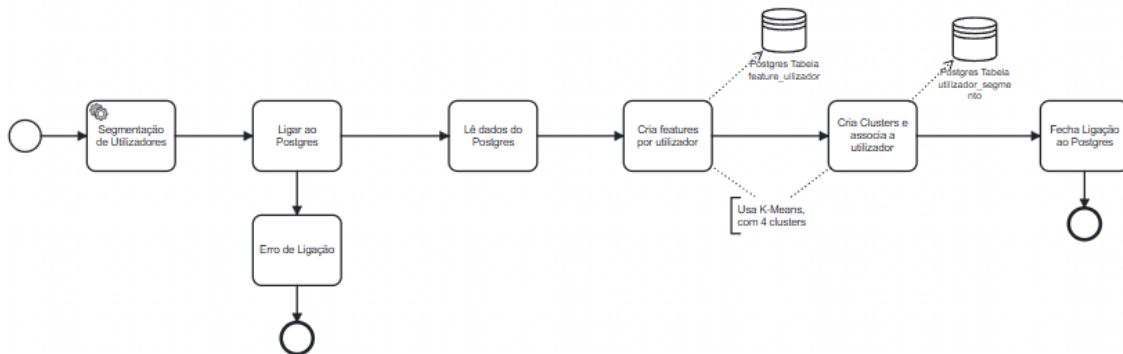 Postgres Tabela
feature_uilizador
Postgres Tabela
utilizador_segme
nto
Segmentação
de Utilizadores
Ligar ao
Postgres
Lê dados do
Postgres
Cria features
por utilizador
Cria Clusters e
associa a
utilizador
Fecha Ligação
ao Postgres
Usa K-Means,
com 4 clusters
Erro de Ligação